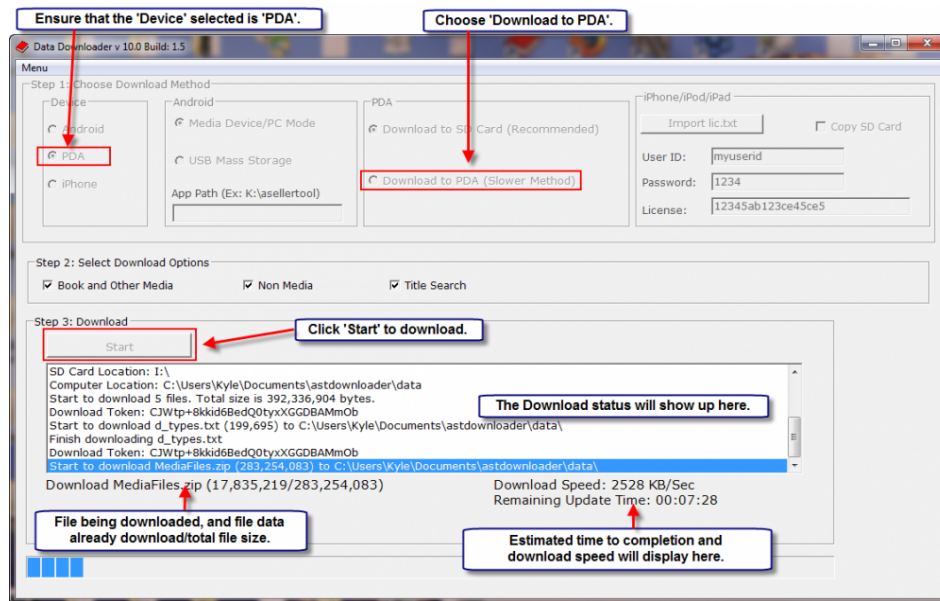 Ensure that the 'Device' selected is 'PDA'.
Choose 'Download to PDA'.
Data Downloader v 10.0 Build: 1.5
Menu
Step 1: Choose Download Method
Device
Android
PDA
iPhone/iPod/iPad
Android
Media Device/PC Mode
Download to SD Card (Recommended)
Import lic.txt
Copy SD Card
PDA
USB Mass Storage
User ID:
myuserid
iPhone
Download to PDA (Slower Method)
Password:
1234
App Path (Ex: K:\asellertool)
License:
12345ab123ce45ce5
Step 2: Select Download Options
Book and Other Media
Non Media
Title Search
Step 3: Download
Click 'Start' to download.
Start
SD Card Location: I:\
Computer Location: C:\Users\Kyle\Documents\astdownloader\data
Start to download 5 files. Total size is 392,336,904 bytes.
Download Token: CJWtp+8kkid6BedQ0tyxXGGDBAMmOb
The Download status will show up here.
Start to download d_types.txt (199,695) to C:\Users\Kyle\Documents\astdownloader\data\
Finish downloading d_types.txt
Download Token: CJWtp+8kkid6BedQ0tyxXGGDBAMmOb
Start to download MediaFiles.zip (283,254,083) to C:\Users\Kyle\Documents\astdownloader\data\
Download MediaFiles.zip (17,835,219/283,254,083)
Download Speed: 2528 KB/Sec
Remaining Update Time: 00:07:28
File being downloaded, and file data
already download/total file size.
Estimated time to completion and
download speed will display here.